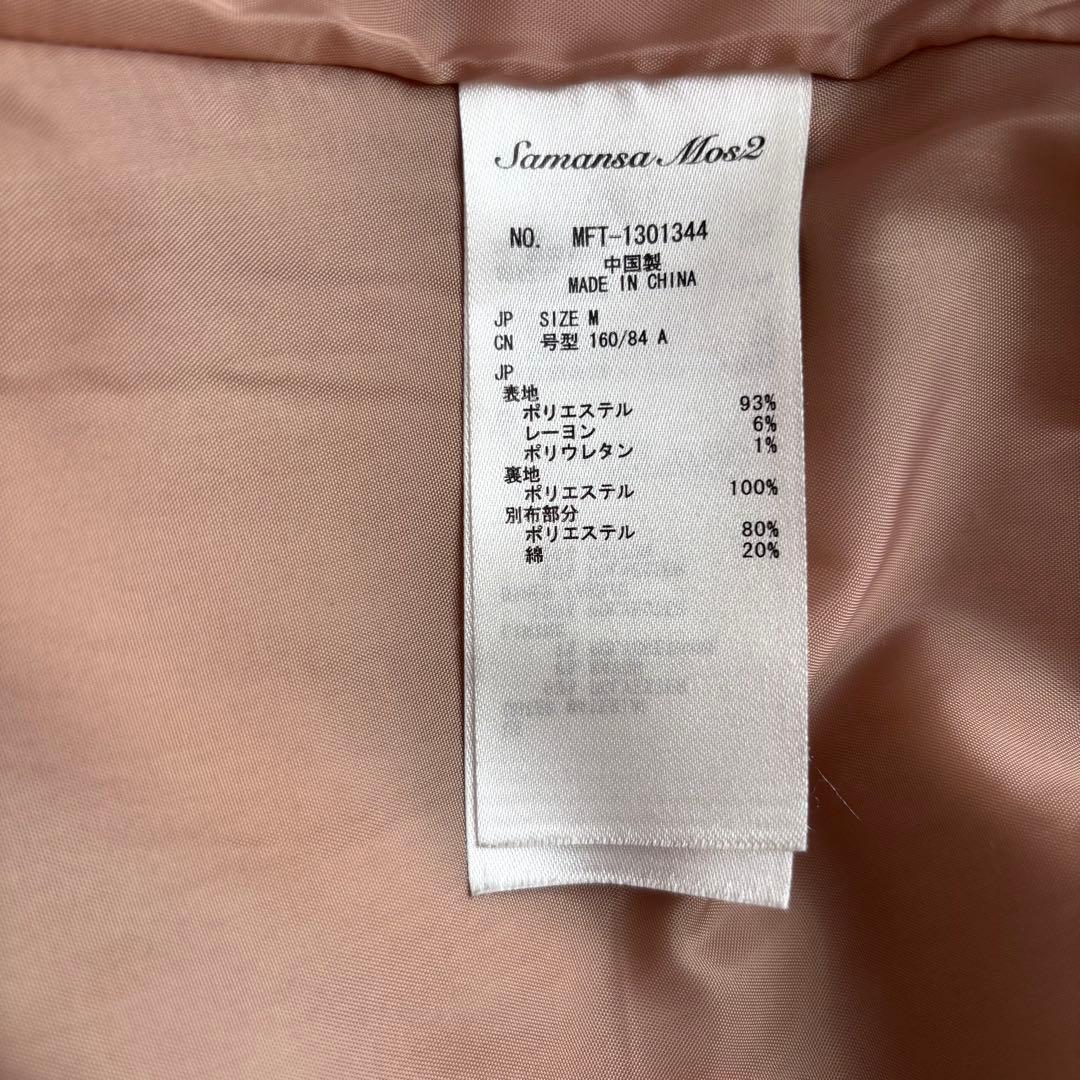 Samansa Mos2
NO. MFT-1301344
中国製
MADE IN CHINA
JP SIZE M
CN 号型 160/84 A
JP
表地
ポリエステル 93%
レーヨン 6%
ポリウレタン 1%
裏地
ポリエステル 100%
別布部分
ポリエステル 80%
綿 20%